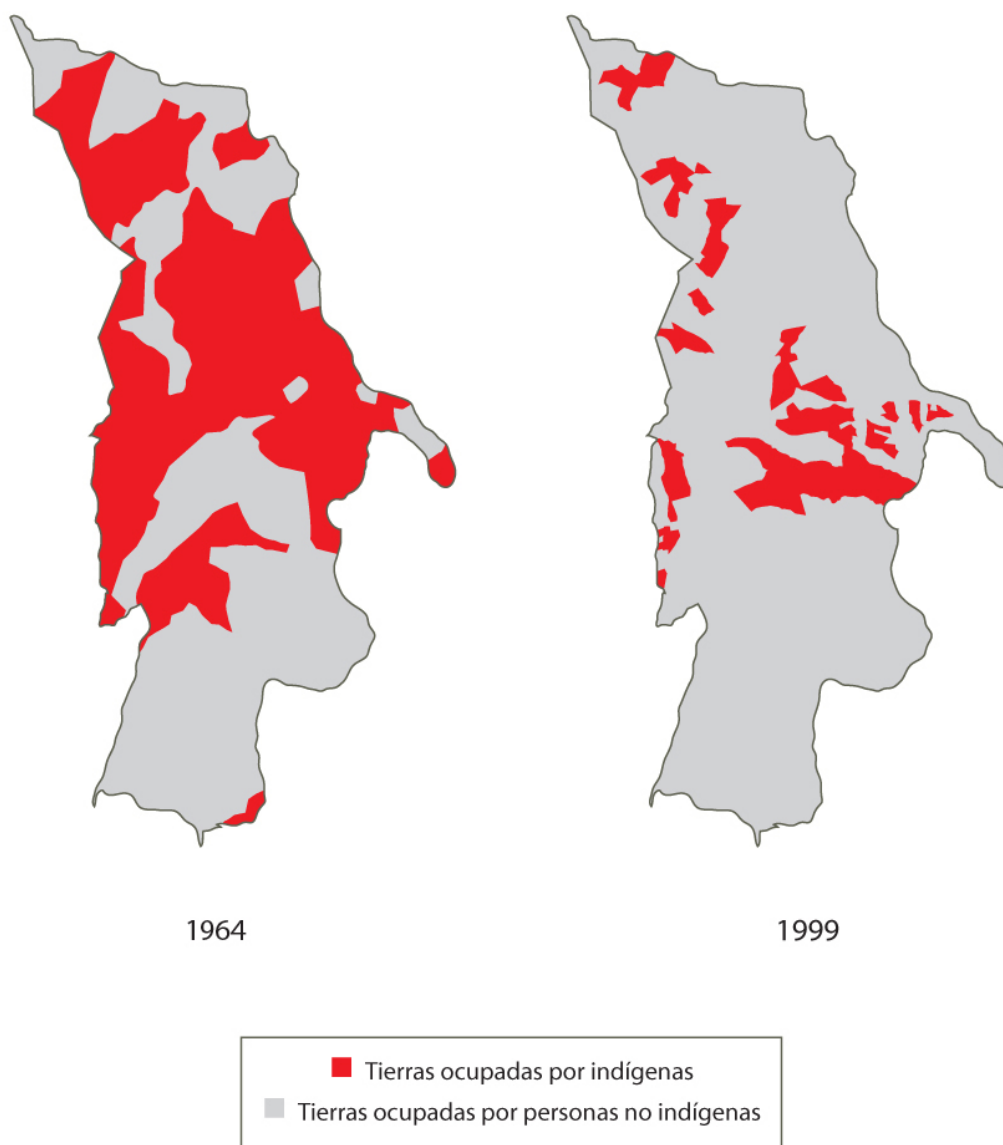 1964
1999
Tierras ocupadas por indígenas
Tierras ocupadas por personas no indígenas